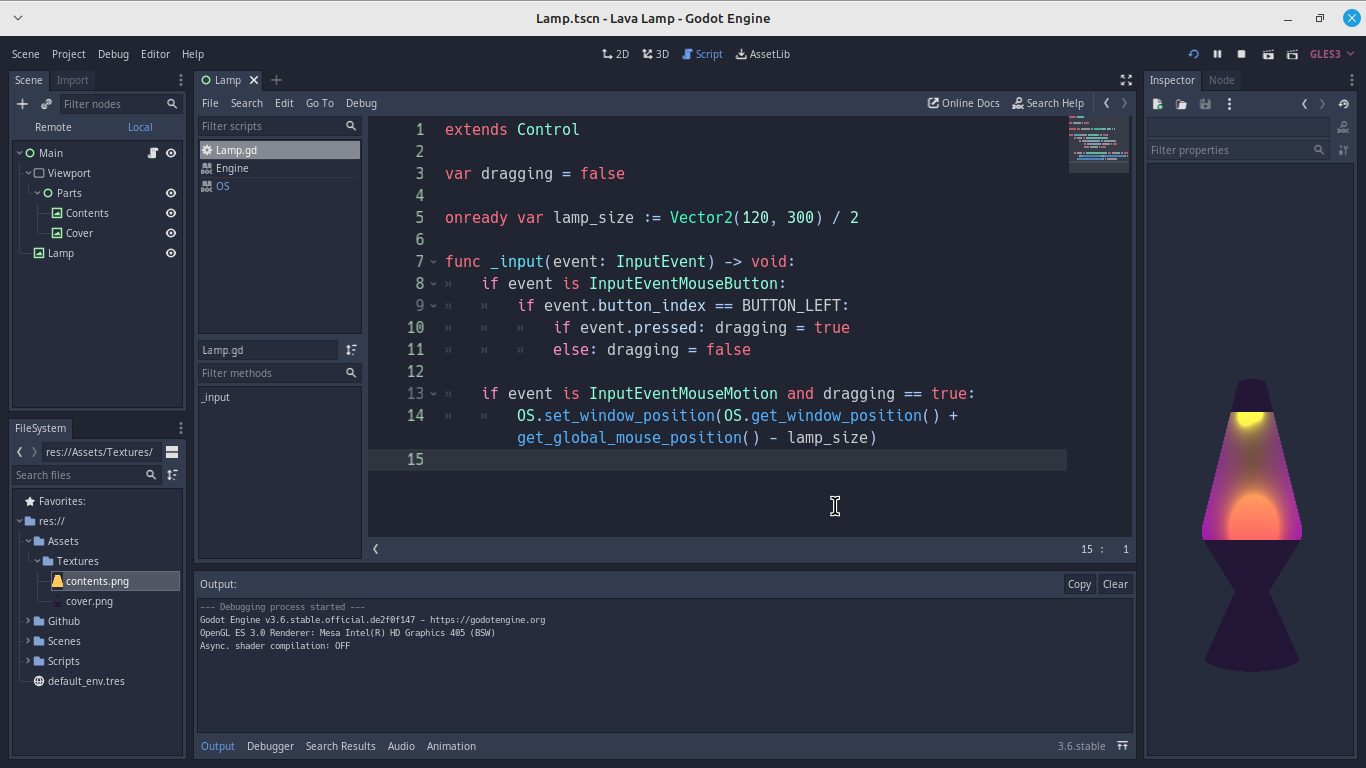 Lamp.tscn - Lava Lamp - Godot Engine
Scene Project Debug Editor Help
2D 3D Script AssetLib
GLES3
Scene Import
Filter nodes
Remote Local
Main
Viewport
Parts
Contents
Cover
Lamp
FileSystem
res://Assets/Textures/
Search files
Favorites:
res://
Assets
Textures
contents.png
cover.png
Github
Scenes
Scripts
default_env.tres
Lamp
File Search Edit Go To Debug
Online Docs Search Help
Filter scripts
Lamp.gd
Engine
OS
Lamp.gd
Filter methods
_input
1 extends Control
2
3 var dragging = false
4
5 onready var lamp_size := Vector2(120, 300) / 2
6
7 func _input(event: InputEvent) -> void:
8 if event is InputEventMouseButton:
9 if event.button_index == BUTTON_LEFT:
10 if event.pressed: dragging = true
11 else: dragging = false
12
13 if event is InputEventMouseMotion and dragging == true:
14 OS.set_window_position(OS.get_window_position() +
get_global_mouse_position() - lamp_size)
15
15 : 1
Output:
Copy Clear
--- Debugging process started ---
Godot Engine v3.6.stable.official.de2f0f147 - https://godotengine.org
OpenGL ES 3.0 Renderer: Mesa Intel(R) HD Graphics 405 (BSW)
Async. shader compilation: OFF
Output Debugger Search Results Audio Animation
3.6.stable
Inspector Node
Filter properties